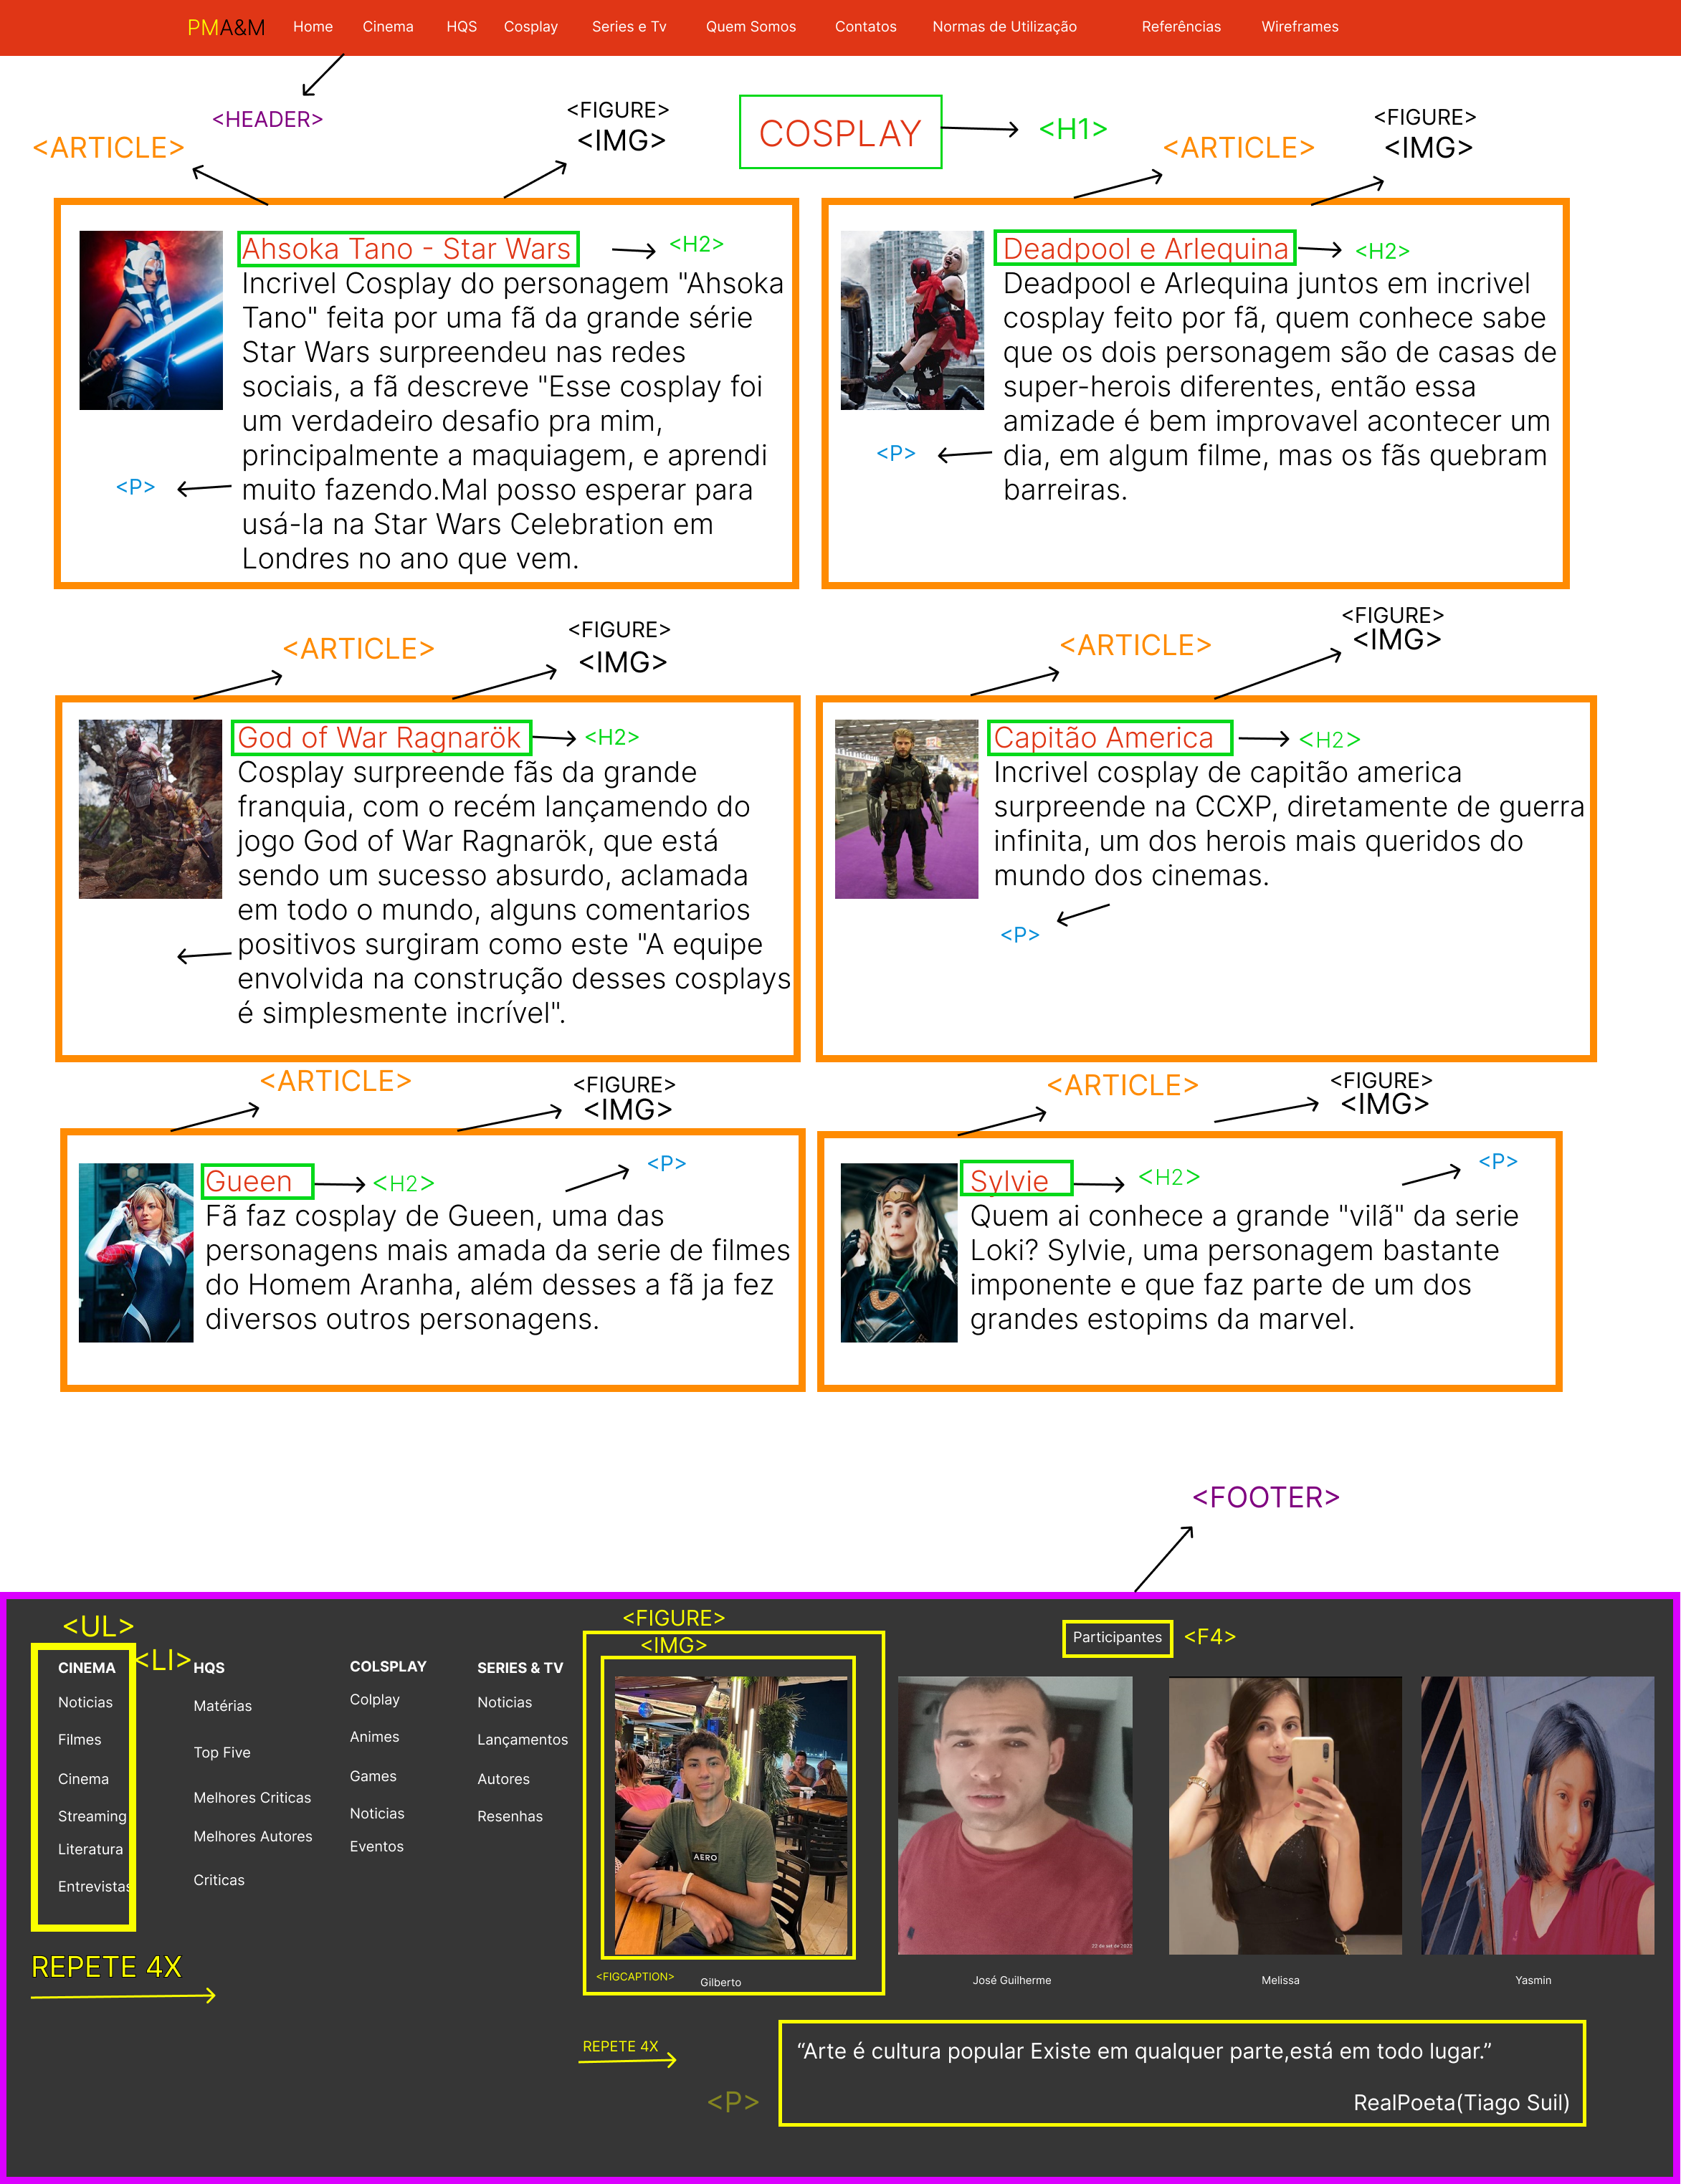 PMA&M Home Cinema HQS Cosplay Series e Tv Quem Somos Contatos Normas de Utilização Referências Wireframes
<HEADER>
<ARTICLE>
<FIGURE>
<IMG>
COSPLAY
<H1>
<ARTICLE>
<FIGURE>
<IMG>
Ahsoka Tano - Star Wars
<H2>
Incrivel Cosplay do personagem "Ahsoka
Tano" feita por uma fã da grande série
Star Wars surpreendeu nas redes
sociais, a fã descreve "Esse cosplay foi
um verdadeiro desafio pra mim,
principalmente a maquiagem, e aprendi
muito fazendo.Mal posso esperar para
usá-la na Star Wars Celebration em
Londres no ano que vem.
<P>
Deadpool e Arlequina
<H2>
Deadpool e Arlequina juntos em incrivel
cosplay feito por fã, quem conhece sabe
que os dois personagem são de casas de
super-herois diferentes, então essa
amizade é bem improvavel acontecer um
dia, em algum filme, mas os fãs quebram
barreiras.
<P>
<ARTICLE>
<FIGURE>
<IMG>
<ARTICLE>
<FIGURE>
<IMG>
God of War Ragnarök
<H2>
Cosplay surpreende fãs da grande
franquia, com o recém lançamento do
jogo God of War Ragnarök, que está
sendo um sucesso absurdo, aclamada
em todo o mundo, alguns comentarios
positivos surgiram como este "A equipe
envolvida na construção desses cosplays
é simplesmente incrível".
Capitão America
<H2>
Incrivel cosplay de capitão america
surpreende na CCXP, diretamente de guerra
infinita, um dos herois mais queridos do
mundo dos cinemas.
<P>
<ARTICLE>
<FIGURE>
<IMG>
<ARTICLE>
<FIGURE>
<IMG>
Gueen
<H2>
<P>
Fã faz cosplay de Gueen, uma das
personagens mais amada da serie de filmes
do Homem Aranha, além desses a fã ja fez
diversos outros personagens.
Sylvie
<H2>
<P>
Quem ai conhece a grande "vilã" da serie
Loki? Sylvie, uma personagem bastante
imponente e que faz parte de um dos
grandes estopims da marvel.
<FOOTER>
<UL>
<LI>
CINEMA
Noticias
Filmes
Cinema
Streaming
Literatura
Entrevistas
HQS
Matérias
Top Five
Melhores Criticas
Melhores Autores
Criticas
COLSPLAY
Colplay
Animes
Games
Noticias
Eventos
SERIES & TV
Noticias
Lançamentos
Autores
Resenhas
REPETE 4X
<FIGURE>
<IMG>
Participantes
<F4>
AERO
22 de set de 2022
<FIGCAPTION>
Gilberto
José Guilherme
Melissa
Yasmin
REPETE 4X
<P>
“Arte é cultura popular Existe em qualquer parte,está em todo lugar.”
RealPoeta(Tiago Suil)